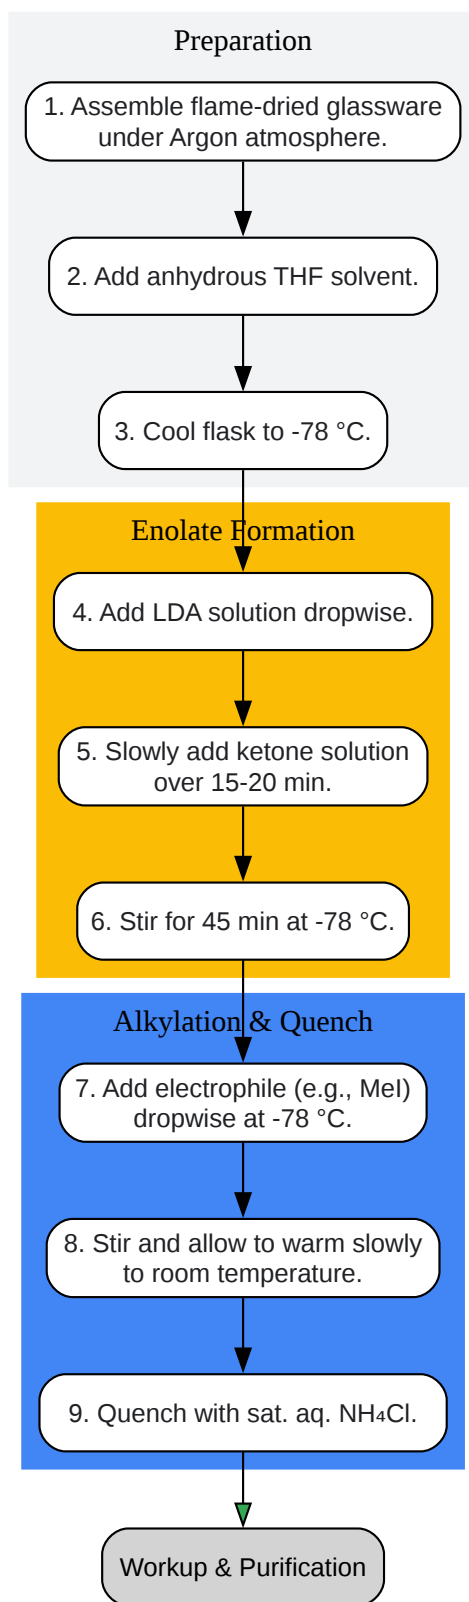 Preparation
1. Assemble flame-dried glassware
under Argon atmosphere.
2. Add anhydrous THF solvent.
3. Cool flask to -78 °C.
Enolate Formation
4. Add LDA solution dropwise.
5. Slowly add ketone solution
over 15-20 min.
6. Stir for 45 min at -78 °C.
Alkylation & Quench
7. Add electrophile (e.g., MeI)
dropwise at -78 °C.
8. Stir and allow to warm slowly
to room temperature.
9. Quench with sat. aq. NH₄Cl.
Workup & Purification